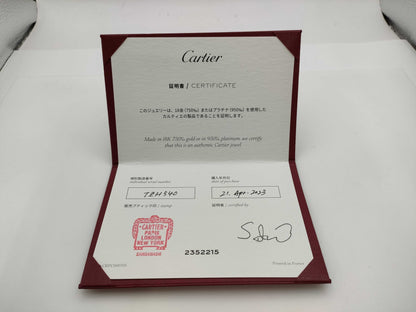 Cartier
証明書 / CERTIFICATE
このジュエリーは、18金(750‰)またはプラチナ(950‰)を使用した
カルティエの製品であることを証明します。
Made in 18K 750‰ gold or in 950‰ platinum, we certify
that this is an authentic Cartier jewel.
個別製造番号
individual serial number
購入年月日
date of purchase
TZH540
21. Apr. 2023
販売ブティック印 / stamp
証明者 / certified by
CARTIER
PARIS
LONDON
NEW YORK
2352215
Printed in France